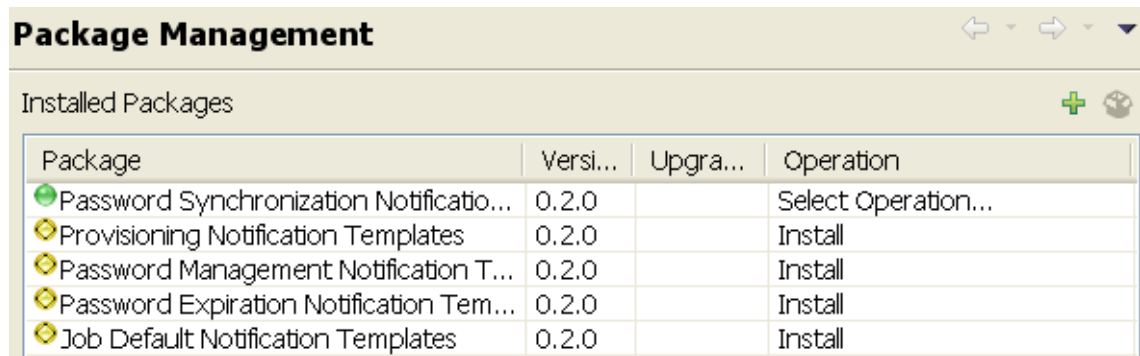 Package Management
Installed Packages
Package Versi... Upgra... Operation
Password Synchronization Notificatio... 0.2.0 Select Operation...
Provisioning Notification Templates 0.2.0 Install
Password Management Notification T... 0.2.0 Install
Password Expiration Notification Tem... 0.2.0 Install
Job Default Notification Templates 0.2.0 Install